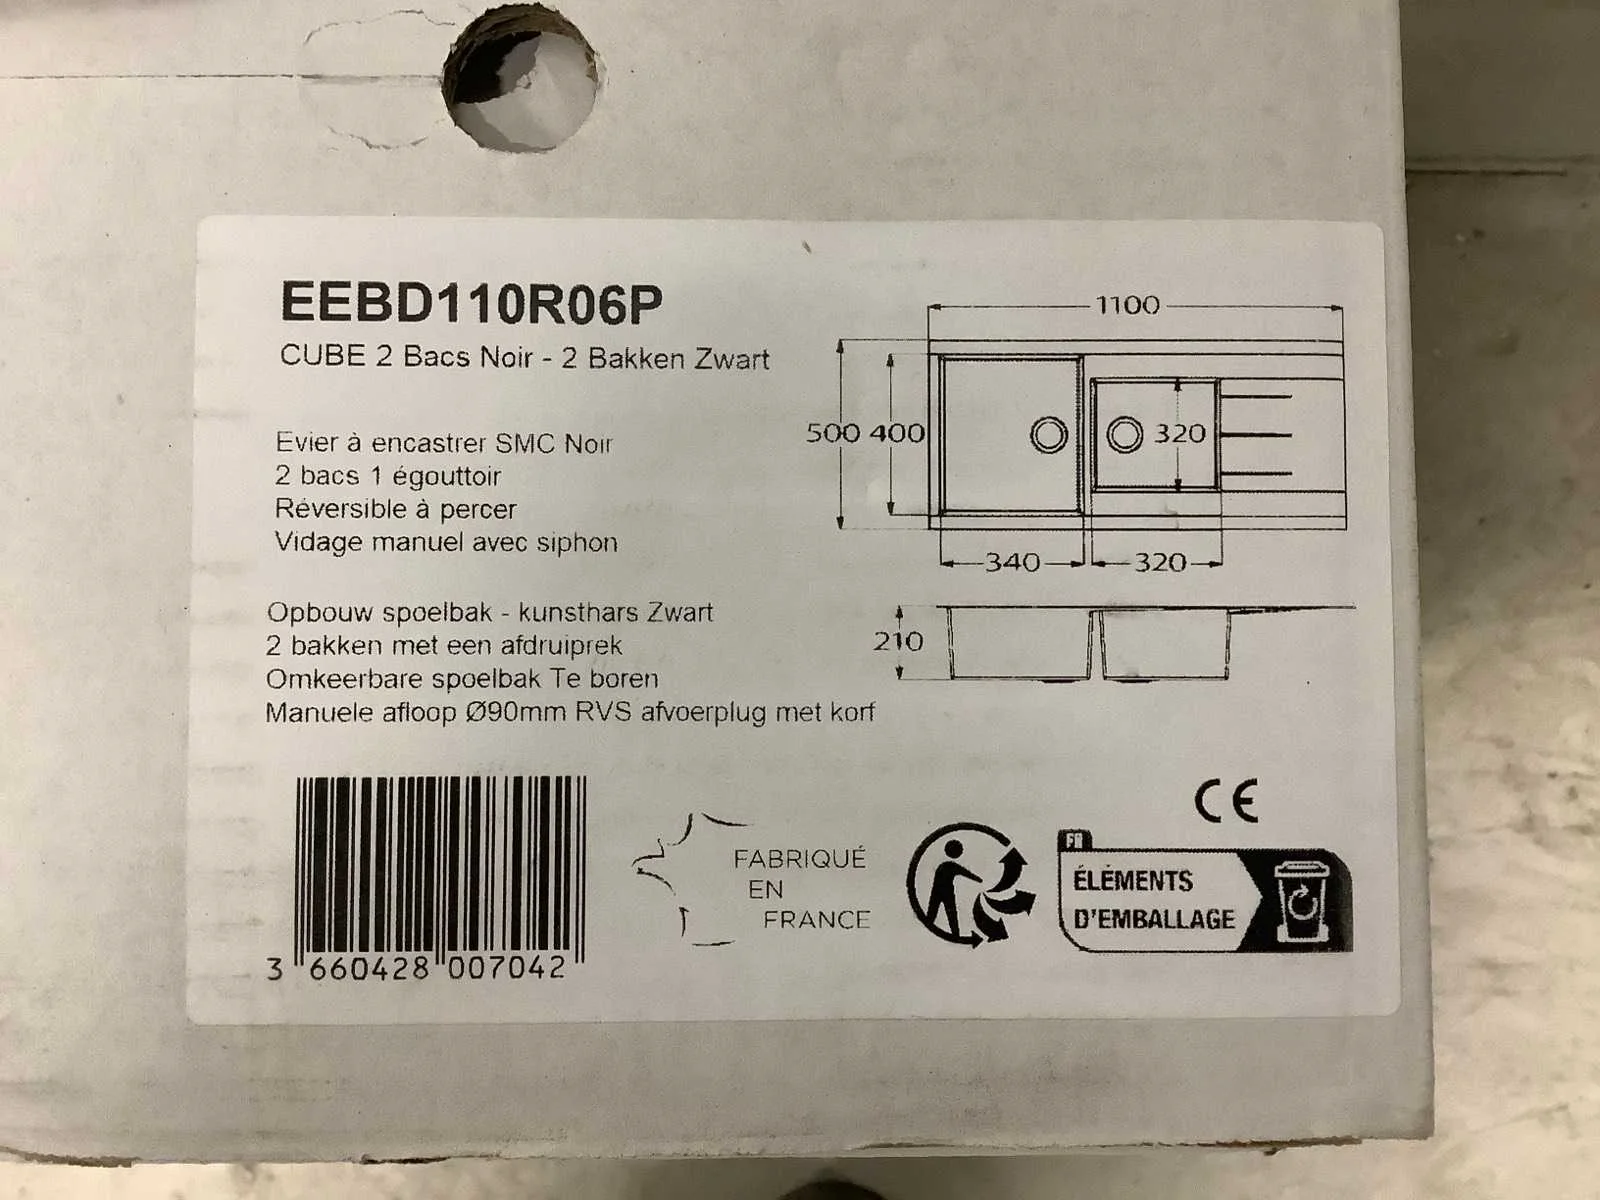 EEBD110R06P
CUBE 2 Bacs Noir - 2 Bakken Zwart
Evier à encastrer SMC Noir
2 bacs 1 égouttoir
Réversible à percer
Vidage manuel avec siphon
Opbouw spoelbak - kunsthars Zwart
2 bakken met een afdruiprek
Omkeerbare spoelbak Te boren
Manuele afloop Ø90mm RVS afvoerplug met korf
1100
500 400
320
340
320
210
3 660428 007042
FABRIQUÉ
EN
FRANCE
CE
FR
ÉLÉMENTS
D'EMBALLAGE